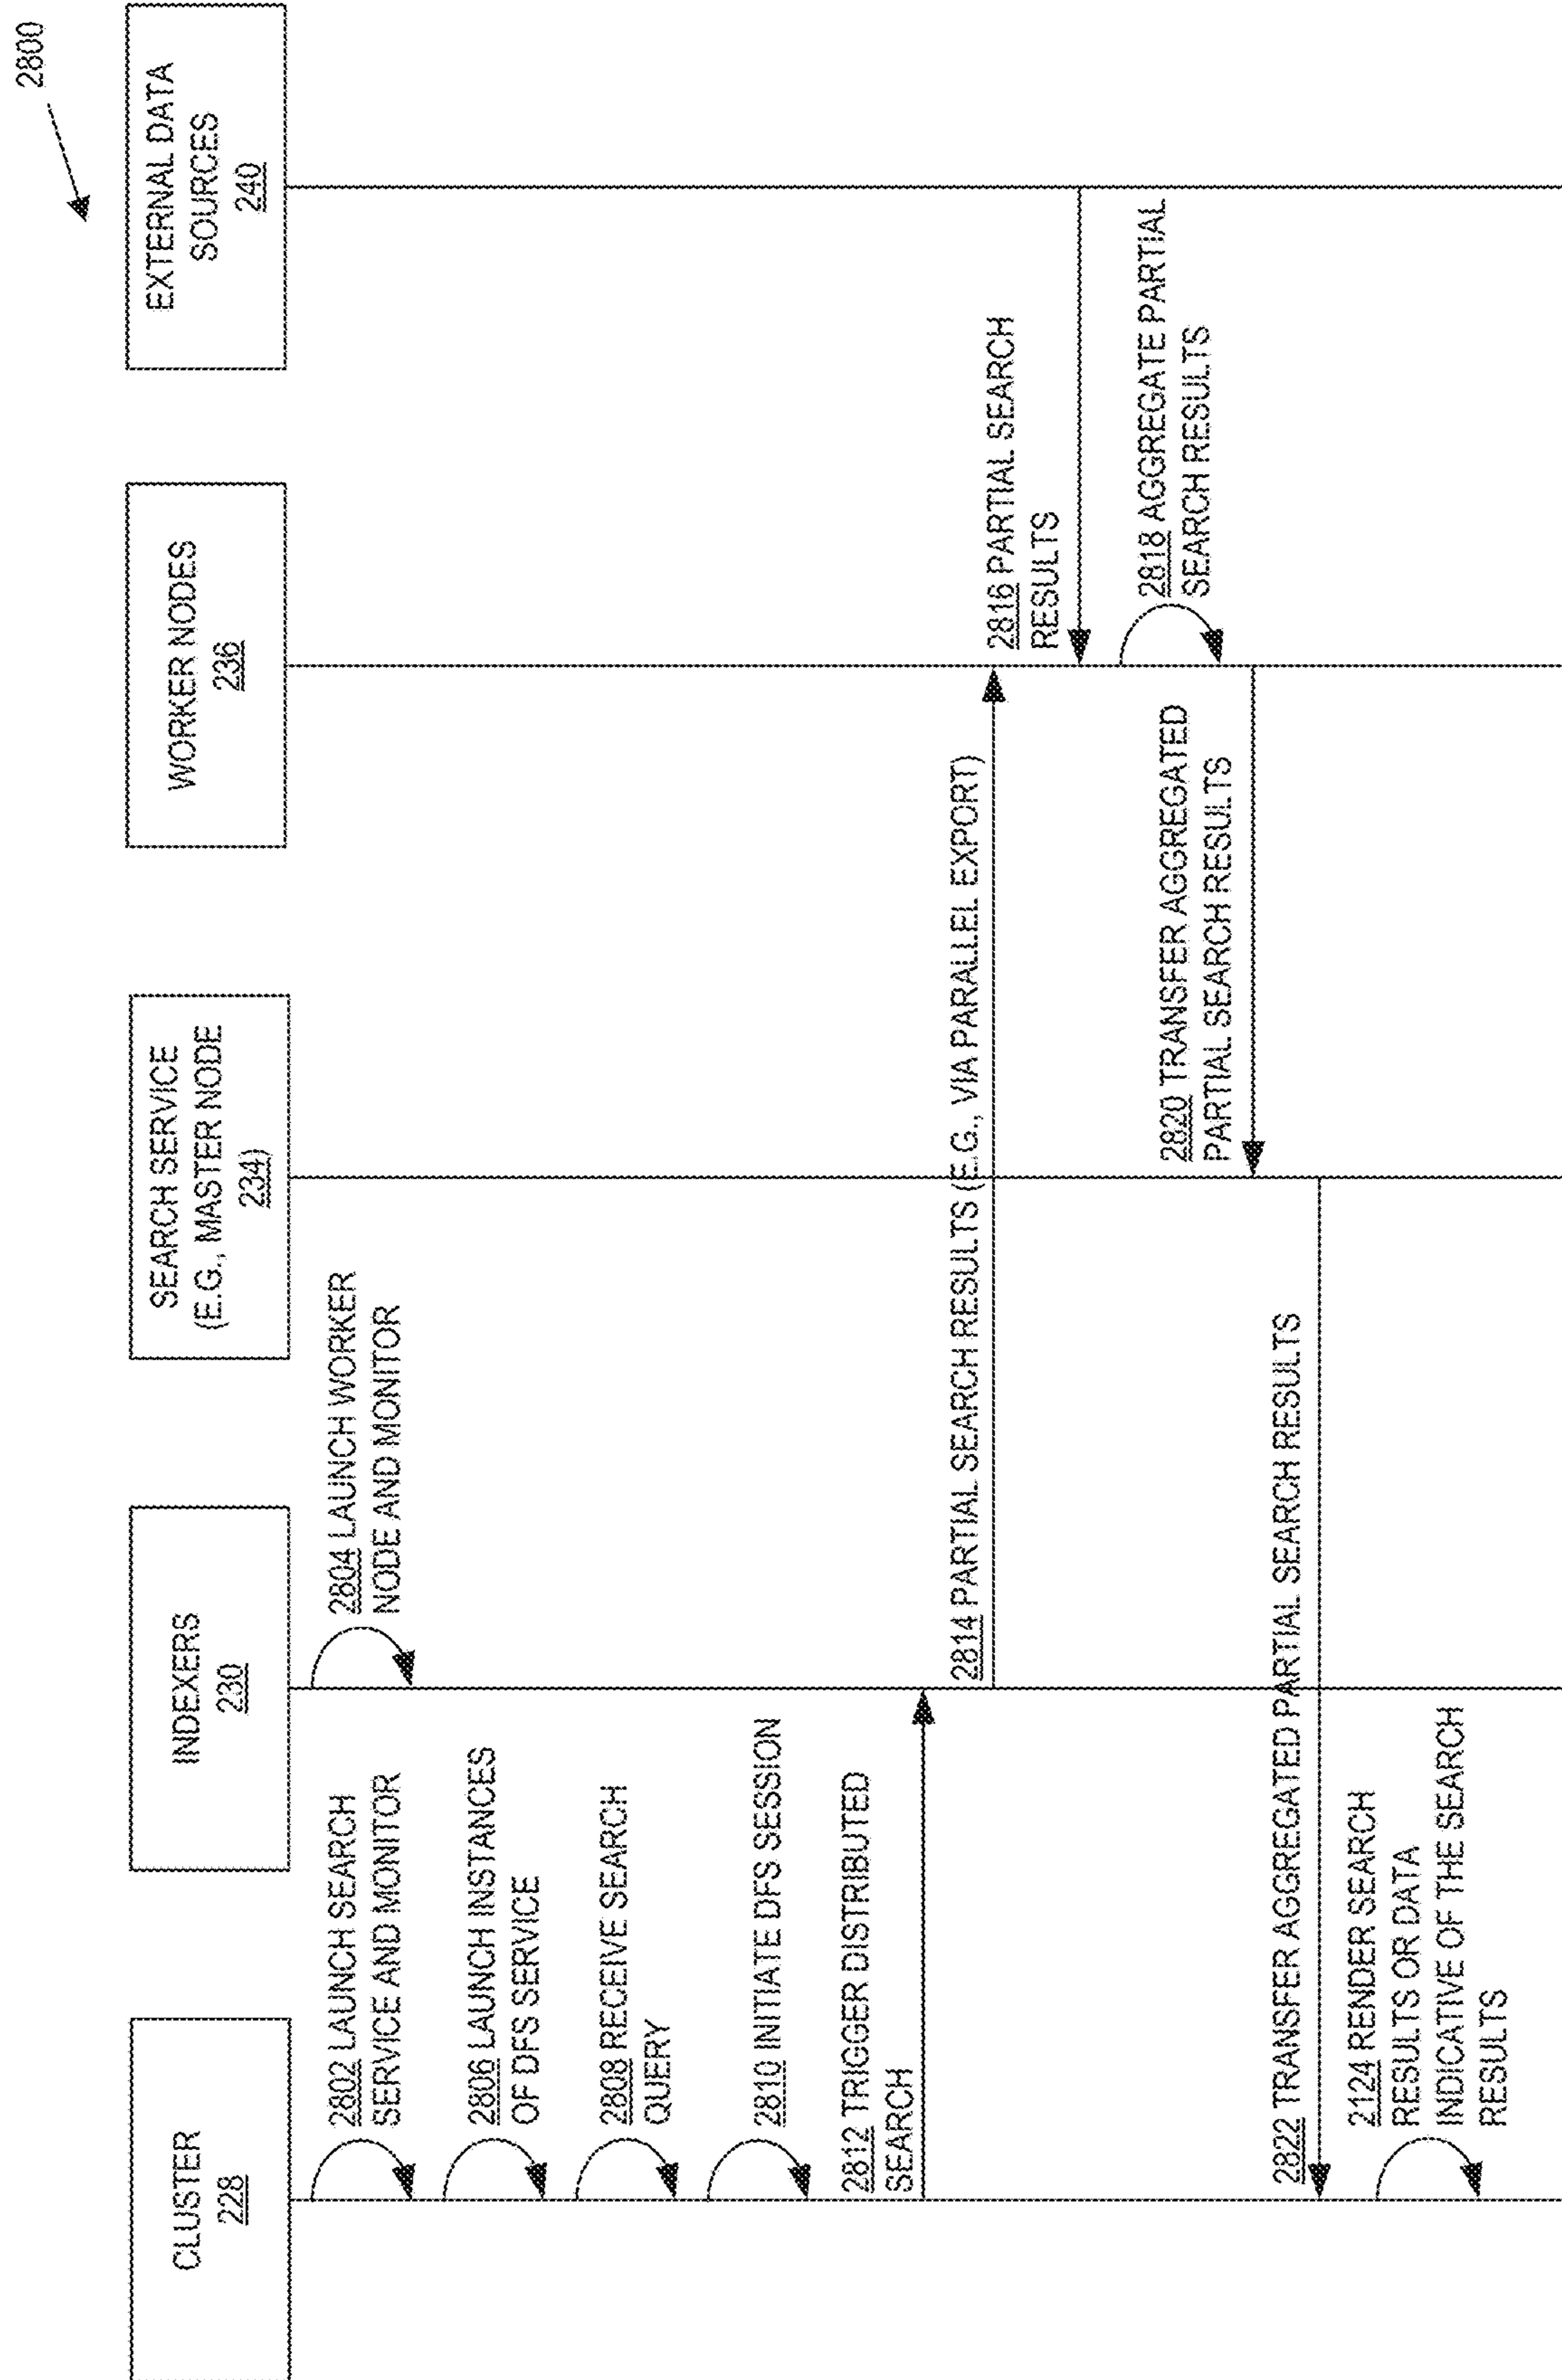 2800
CLUSTER
228
INDEXERS
230
SEARCH SERVICE
(E.G., MASTER NODE
234)
WORKER NODES
236
EXTERNAL DATA
SOURCES
240
2802 LAUNCH SEARCH
SERVICE AND MONITOR
2804 LAUNCH WORKER
NODE AND MONITOR
2806 LAUNCH INSTANCES
OF DFS SERVICE
2808 RECEIVE SEARCH
QUERY
2810 INITIATE DFS SESSION
2812 TRIGGER DISTRIBUTED
SEARCH
2814 PARTIAL SEARCH RESULTS (E.G., VIA PARALLEL EXPORT)
2816 PARTIAL SEARCH
RESULTS
2818 AGGREGATE PARTIAL
SEARCH RESULTS
2820 TRANSFER AGGREGATED
PARTIAL SEARCH RESULTS
2822 TRANSFER AGGREGATED PARTIAL SEARCH RESULTS
2124 RENDER SEARCH
RESULTS OR DATA
INDICATIVE OF THE SEARCH
RESULTS